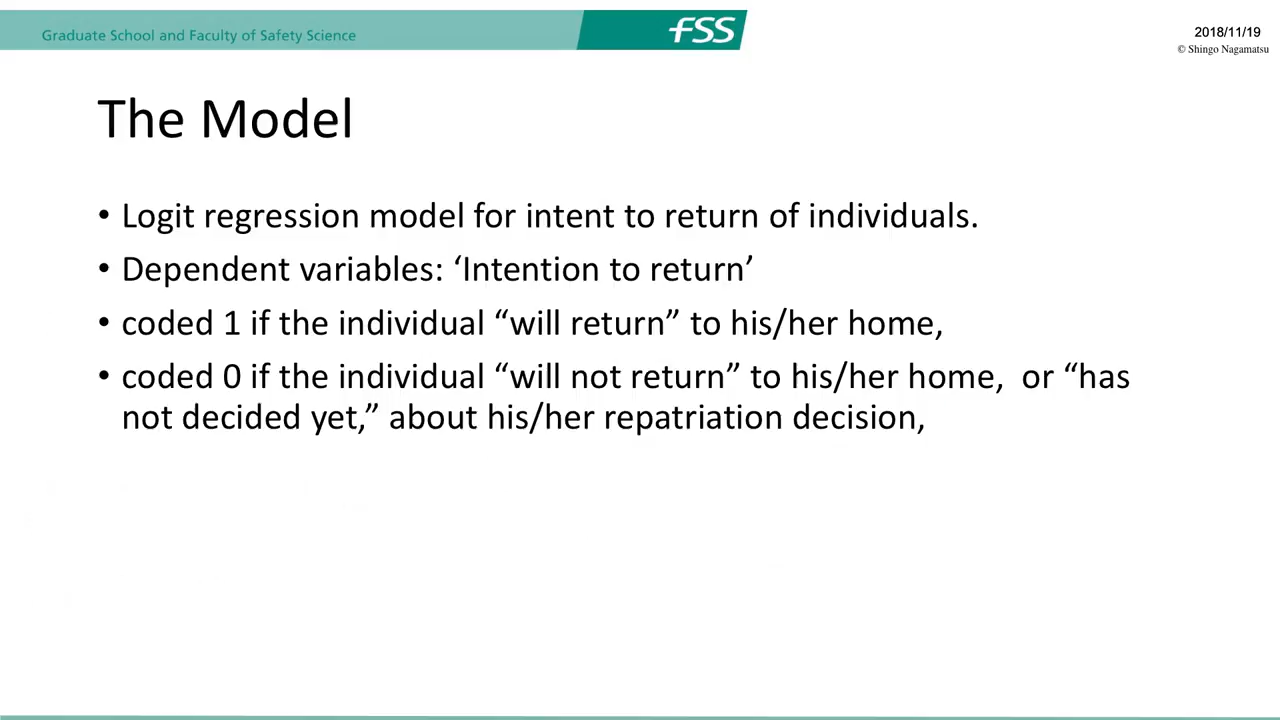 Graduate School and Faculty of Safety Science
FSS
2018/11/19
© Shingo Nagamatsu
The Model
• Logit regression model for intent to return of individuals.
• Dependent variables: ‘Intention to return’
• coded 1 if the individual “will return” to his/her home,
• coded 0 if the individual “will not return” to his/her home,  or “has
not decided yet,” about his/her repatriation decision,